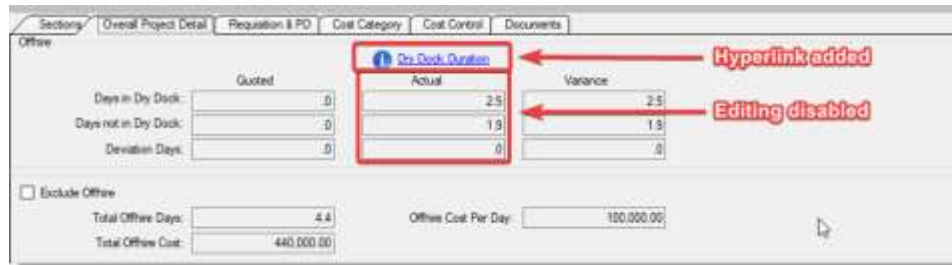 Sections Overall Project Detail Requisition & PO Cost Category Cost Control Documents
Offhire
Dry Dock Duration
Hyperlink added
Quoted Actual Variance
Days in Dry Dock: .0 2.5 2.5
Editing disabled
Days not in Dry Dock: .0 1.9 1.9
Deviation Days: .0 .0 .0
Exclude Offhire
Total Offhire Days: 4.4 Offhire Cost Per Day: 100,000.00
Total Offhire Cost: 440,000.00